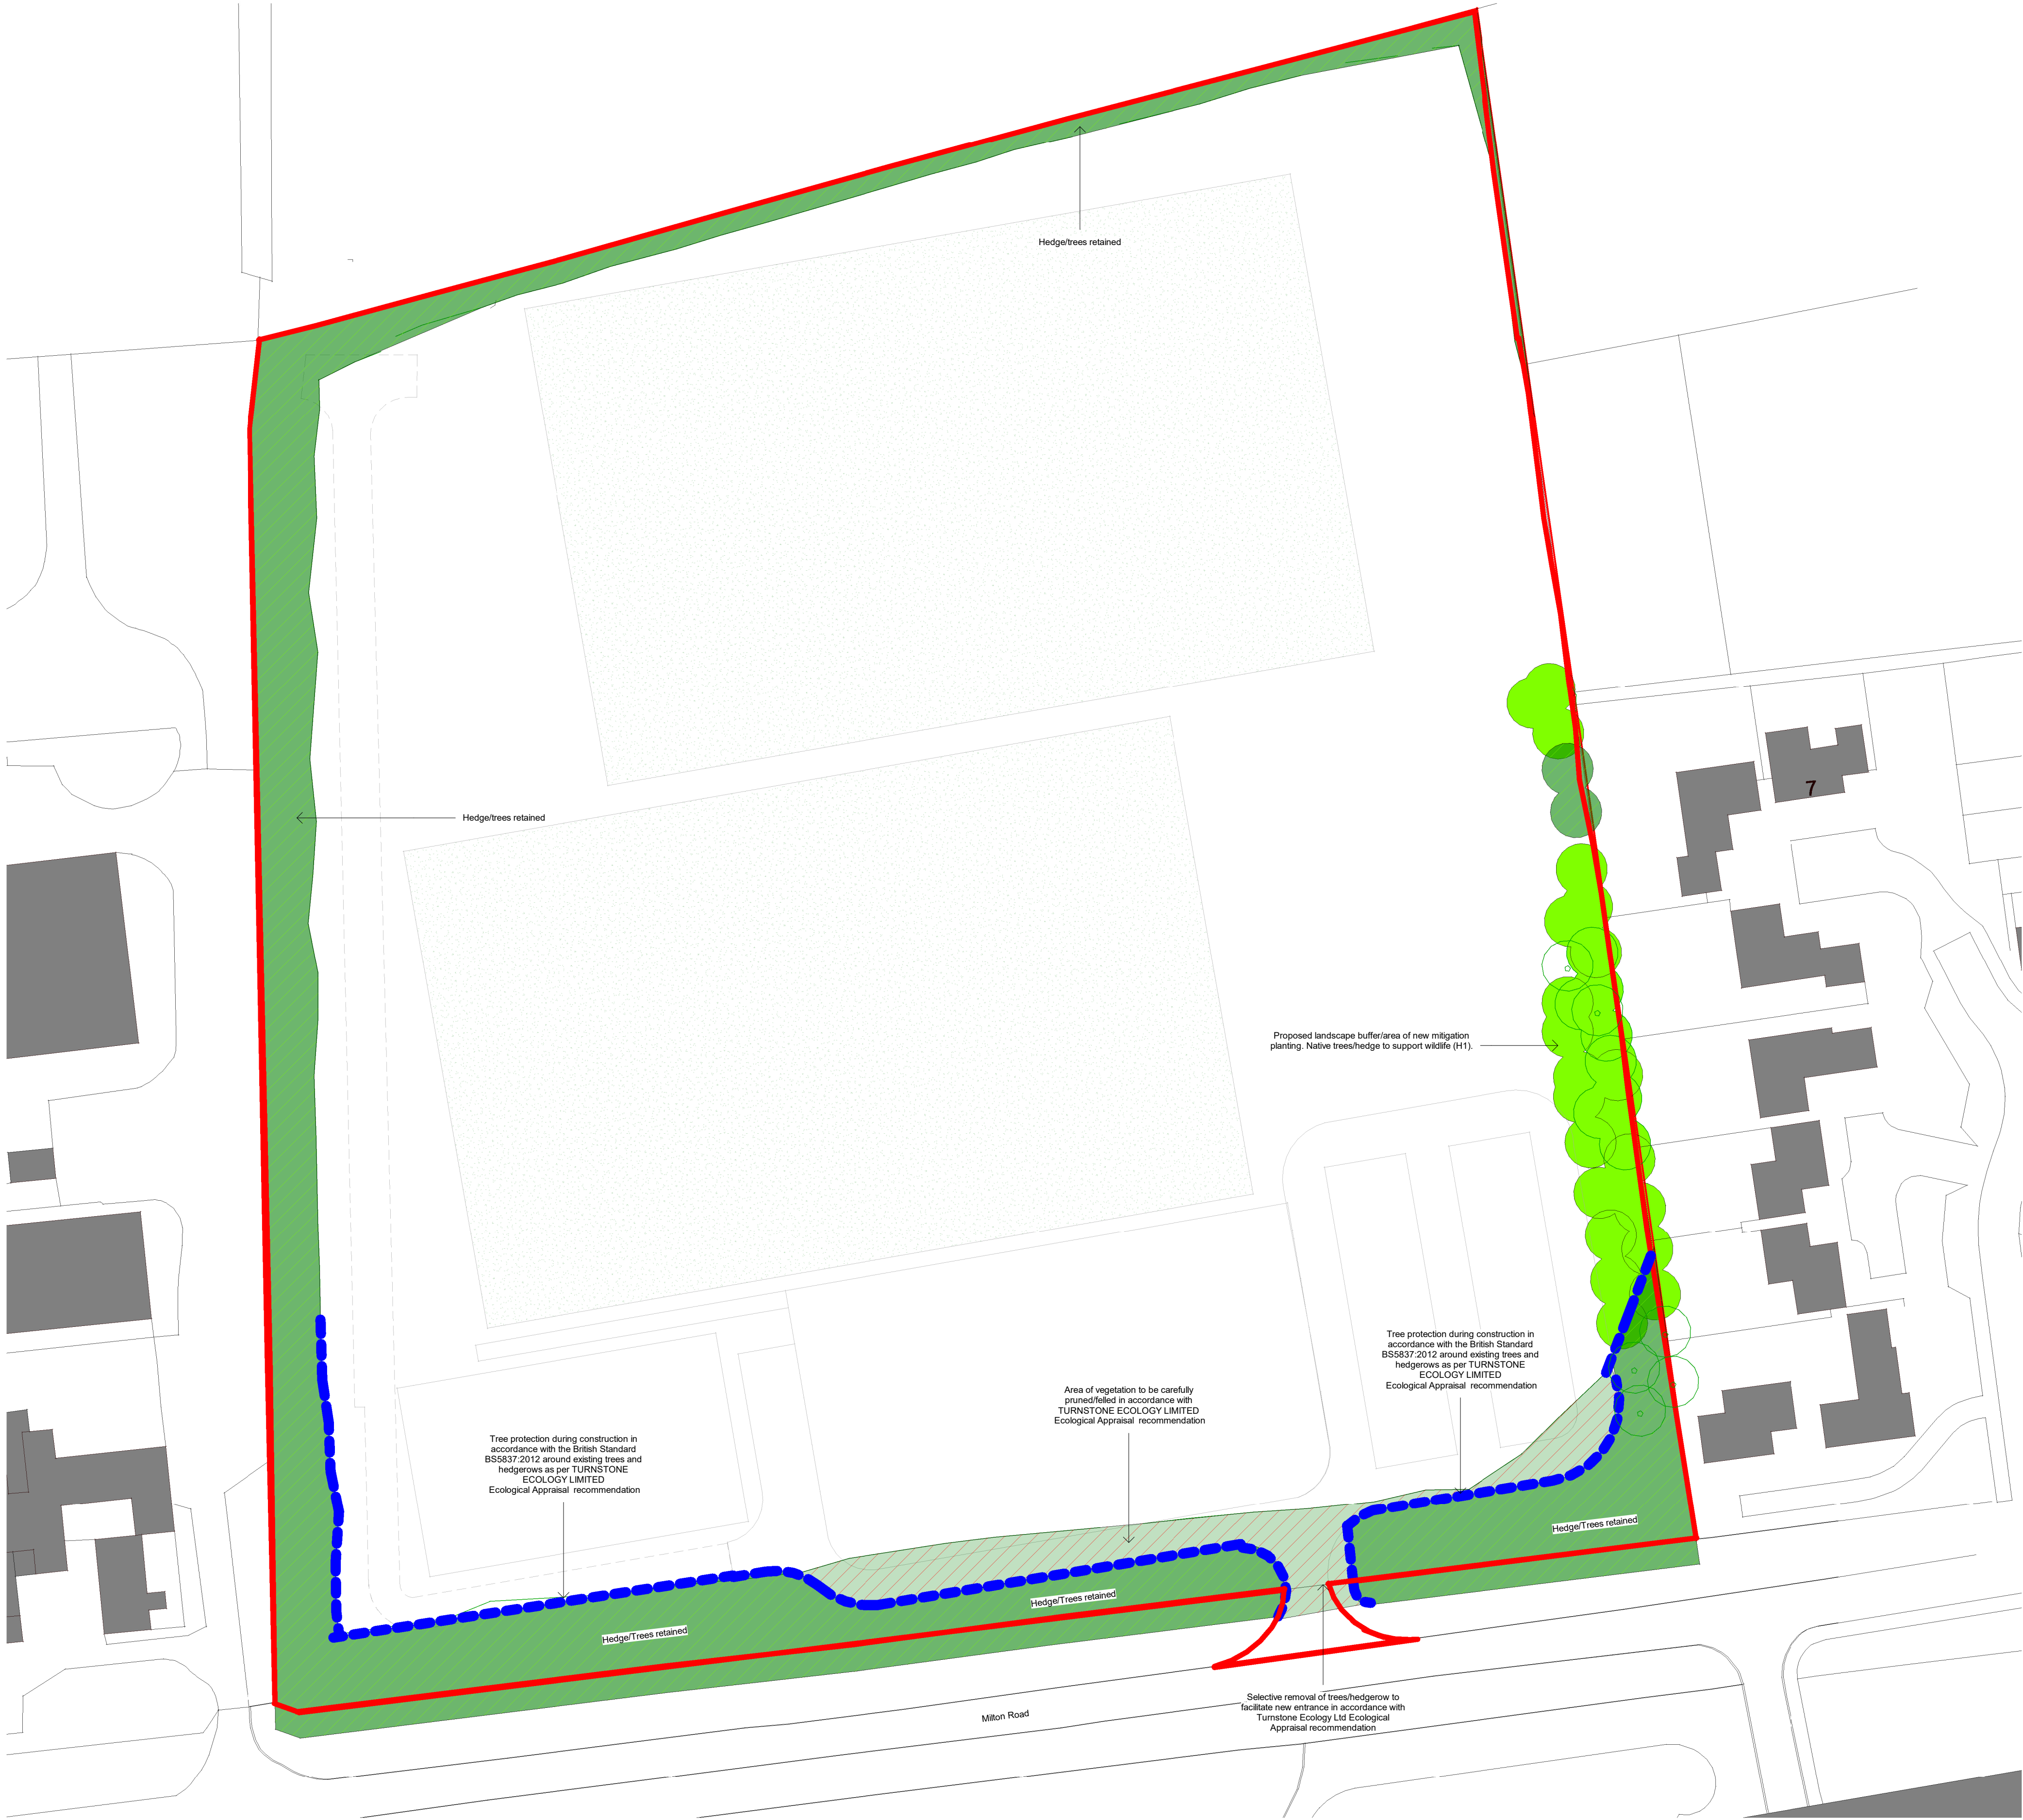 Hedge/trees retained
7
Hedge/trees retained
Proposed landscape buffer/area of new mitigation
planting. Native trees/hedge to support wildlife (H1).
Tree protection during construction in
accordance with the British Standard
BS5837:2012 around existing trees and
hedgerows as per TURNSTONE
ECOLOGY LIMITED
Ecological Appraisal recommendation
Area of vegetation to be carefully
pruned/felled in accordance with
TURNSTONE ECOLOGY LIMITED
Ecological Appraisal recommendation
Tree protection during construction in
accordance with the British Standard
BS5837:2012 around existing trees and
hedgerows as per TURNSTONE
ECOLOGY LIMITED
Ecological Appraisal recommendation
Hedge/Trees retained
Hedge/Trees retained
Hedge/Trees retained
Selective removal of trees/hedgerow to
facilitate new entrance in accordance with
Turnstone Ecology Ltd Ecological
Appraisal recommendation
Milton Road